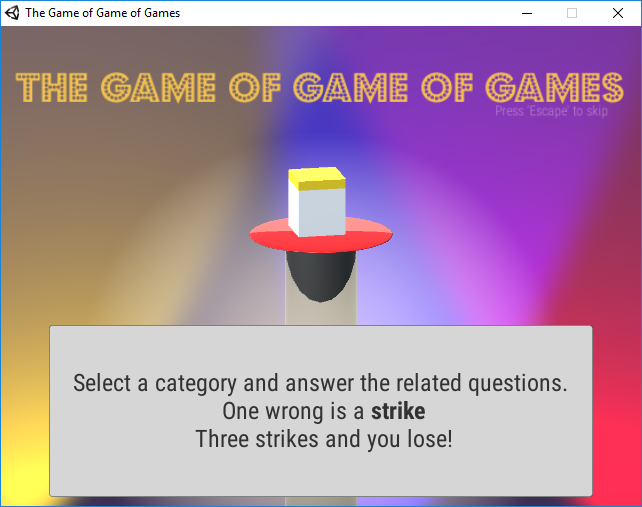 The Game of Game of Games
THE GAME OF GAME OF GAMES
Press 'Escape' to skip
Select a category and answer the related questions.
One wrong is a strike
Three strikes and you lose!